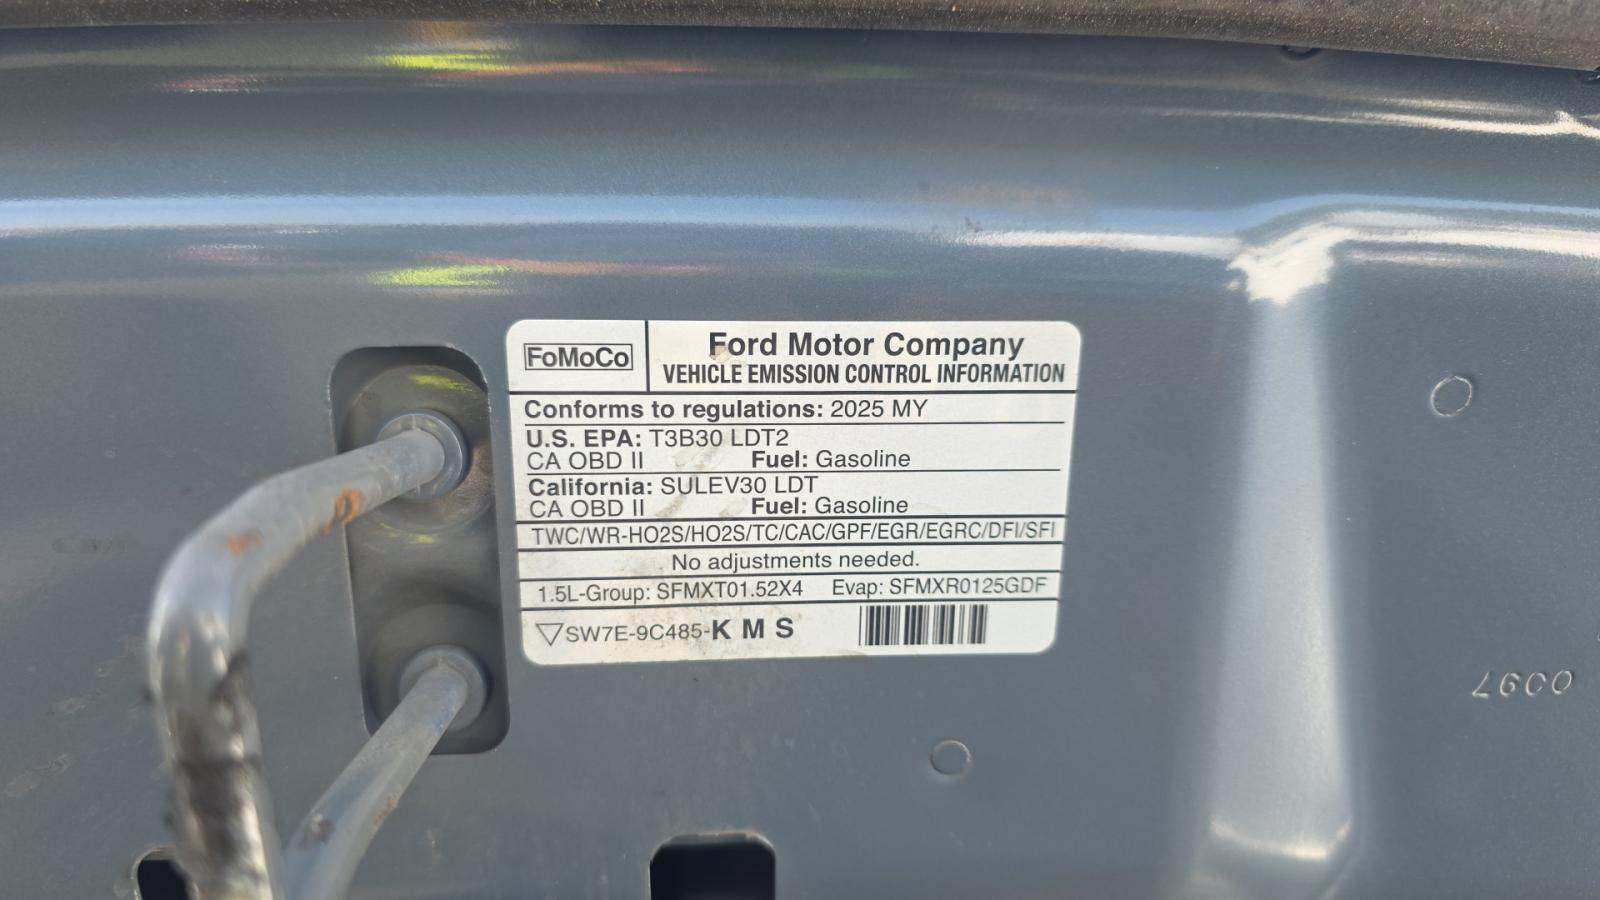 FoMoCo
Ford Motor Company
VEHICLE EMISSION CONTROL INFORMATION
Conforms to regulations: 2025 MY
U.S. EPA: T3B30 LDT2
CA OBD II Fuel: Gasoline
California: SULEV30 LDT
CA OBD II Fuel: Gasoline
TWC/WR-HO2S/HO2S/TC/CAC/GPF/EGR/EGRC/DFI/SFI
No adjustments needed.
1.5L-Group: SFMXT01.52X4 Evap: SFMXR0125GDF
SW7E-9C485-K M S
0097